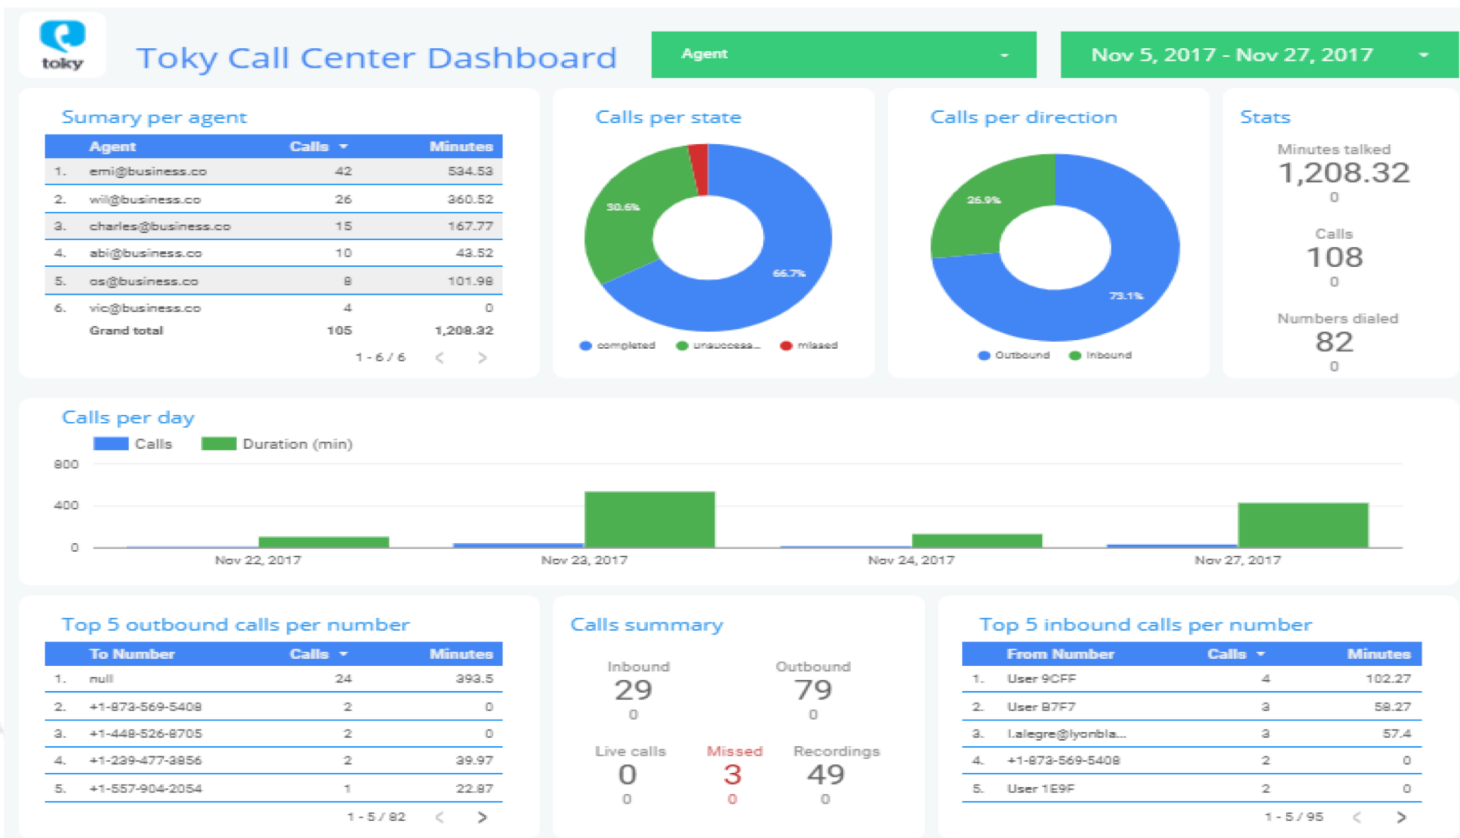 toky
Toky Call Center Dashboard
Agent
Nov 5, 2017 - Nov 27, 2017
Sumary per agent
Agent Calls Minutes
1. emi@business.co 42 534.53
2. wil@business.co 26 360.52
3. charles@business.co 15 167.77
4. abi@business.co 10 43.52
5. os@business.co 8 101.98
6. vic@business.co 4 0
Grand total 105 1,208.32
1 - 6 / 6 < >
Calls per state
30.6%
66.7%
completed unsuccess... missed
Calls per direction
26.9%
73.1%
Outbound Inbound
Stats
Minutes talked
1,208.32
0
Calls
108
0
Numbers dialed
82
0
Calls per day
Calls Duration (min)
800
400
0
Nov 22, 2017 Nov 23, 2017 Nov 24, 2017 Nov 27, 2017
Top 5 outbound calls per number
To Number Calls Minutes
1. null 24 393.5
2. +1-873-569-5408 2 0
3. +1-448-526-8705 2 0
4. +1-239-477-3856 2 39.97
5. +1-557-904-2054 1 22.87
1 - 5 / 82 < >
Calls summary
Inbound Outbound
29 79
0 0
Live calls Missed Recordings
0 3 49
0 0 0
Top 5 inbound calls per number
From Number Calls Minutes
1. User 9CFF 4 102.27
2. User B7F7 3 58.27
3. l.alegre@lyonbla... 3 57.4
4. +1-873-569-5408 2 0
5. User 1E9F 2 0
1 - 5 / 95 < >